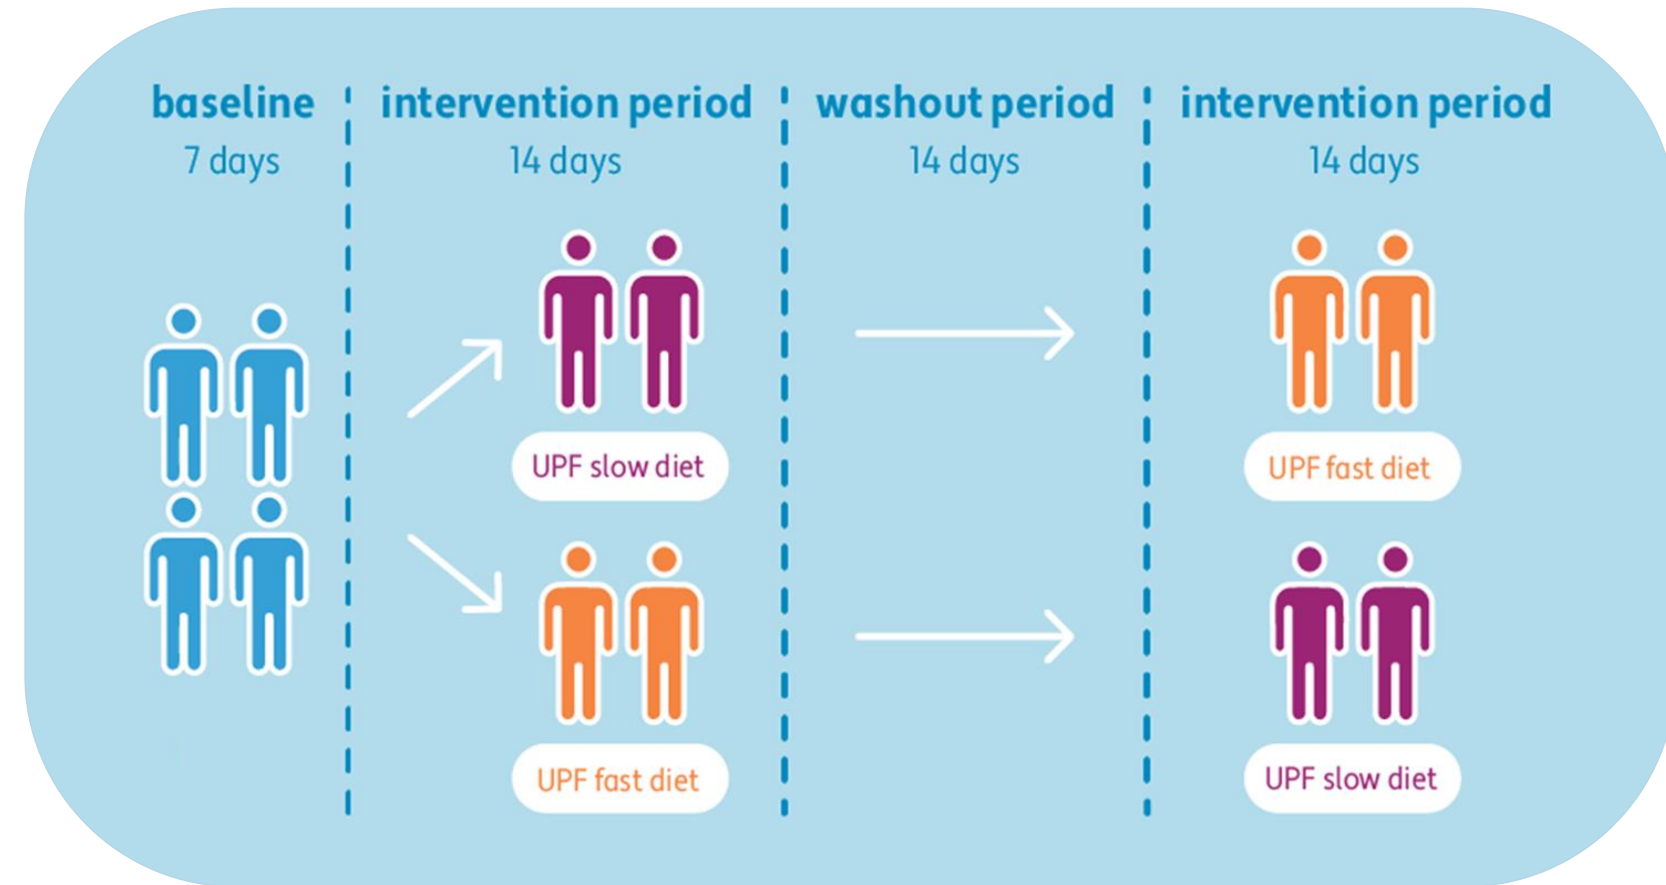 baseline
7 days
intervention period
14 days
washout period
14 days
intervention period
14 days
UPF slow diet
UPF fast diet
UPF fast diet
UPF slow diet